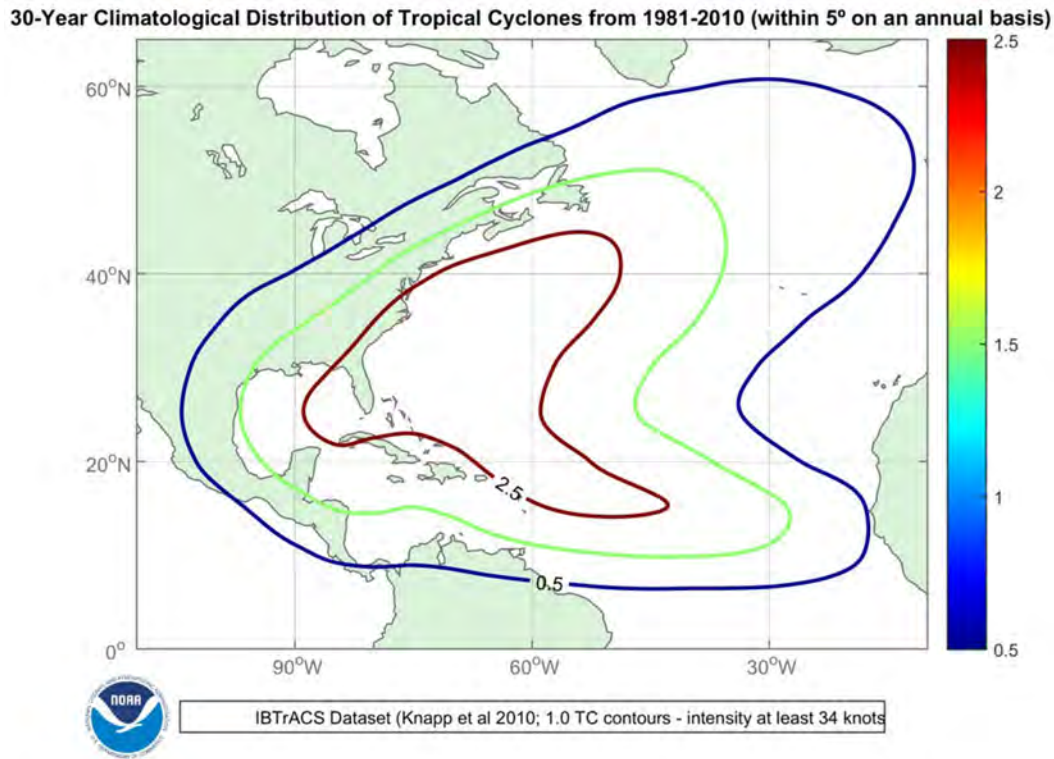 30-Year Climatological Distribution of Tropical Cyclones from 1981-2010 (within 5º on an annual basis)
2.5
60°N
2
40°N
1.5
20°N
2.5
1
0.5
0°
0.5
90°W
60°W
30°W
NOAA
IBTrACS Dataset (Knapp et al 2010; 1.0 TC contours - intensity at least 34 knots